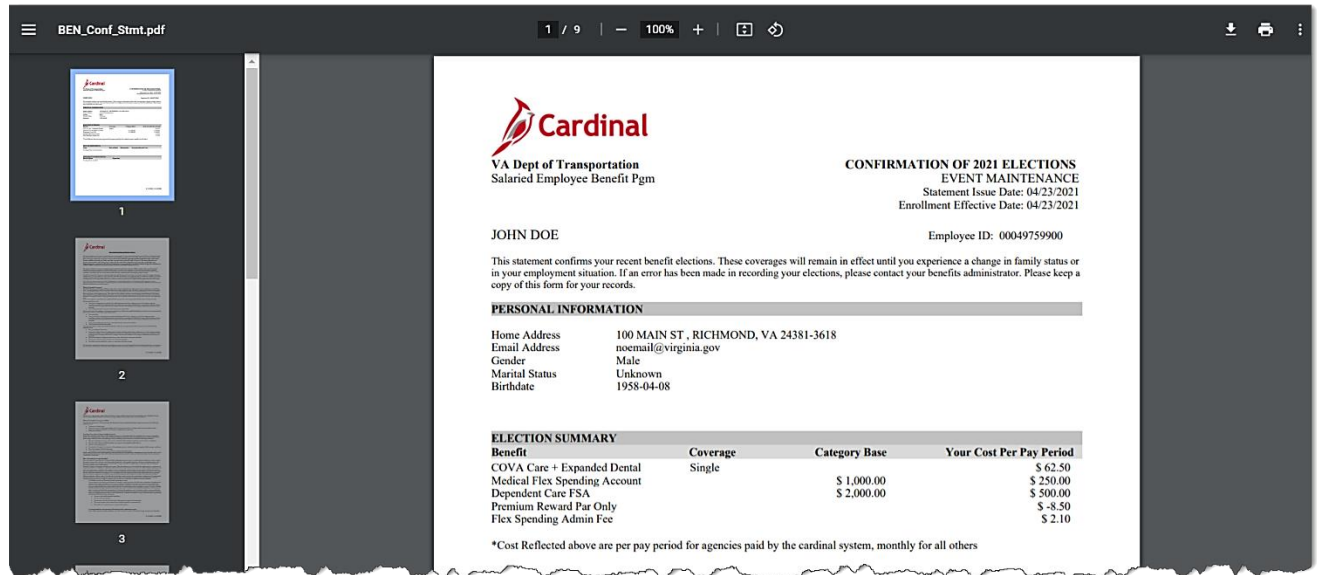 BEN_Conf_Stmt.pdf
1 / 9 | − 100% + |
1
2
3
Cardinal
VA Dept of Transportation
Salaried Employee Benefit Pgm
CONFIRMATION OF 2021 ELECTIONS
EVENT MAINTENANCE
Statement Issue Date: 04/23/2021
Enrollment Effective Date: 04/23/2021
JOHN DOE
Employee ID: 00049759900
This statement confirms your recent benefit elections. These coverages will remain in effect until you experience a change in family status or
in your employment situation. If an error has been made in recording your elections, please contact your benefits administrator. Please keep a
copy of this form for your records.
PERSONAL INFORMATION
Home Address 100 MAIN ST , RICHMOND, VA 24381-3618
Email Address noemail@virginia.gov
Gender Male
Marital Status Unknown
Birthdate 1958-04-08
ELECTION SUMMARY
Benefit Coverage Category Base Your Cost Per Pay Period
COVA Care + Expanded Dental Single $ 62.50
Medical Flex Spending Account $ 1,000.00 $ 250.00
Dependent Care FSA $ 2,000.00 $ 500.00
Premium Reward Par Only $ -8.50
Flex Spending Admin Fee $ 2.10
*Cost Reflected above are per pay period for agencies paid by the cardinal system, monthly for all others